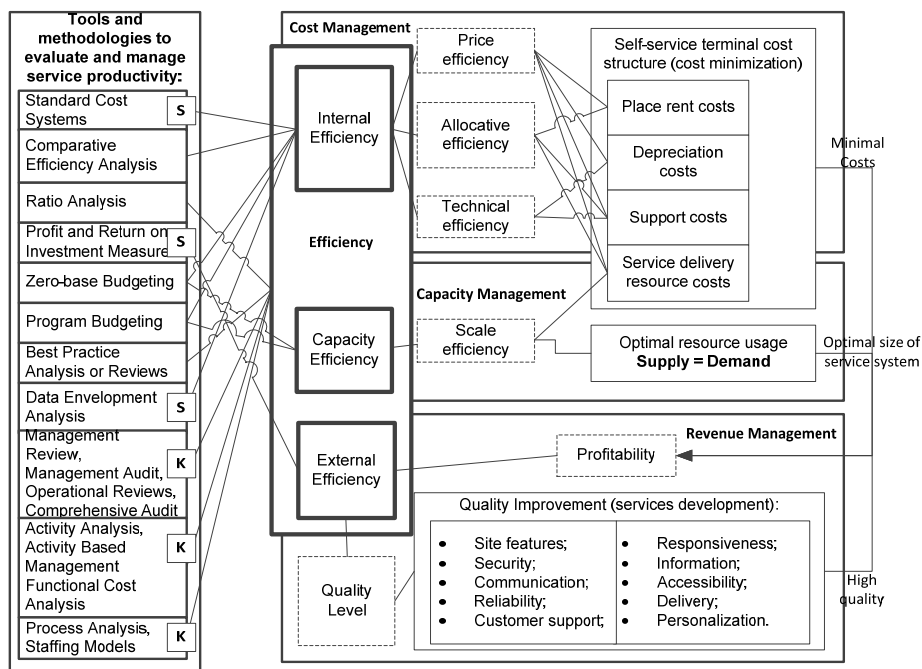 Tools and
methodologies to
evaluate and manage
service productivity:
Standard Cost
Systems
S
Comparative
Efficiency Analysis
Ratio Analysis
Profit and Return on
Investment Measure
S
Zero-base Budgeting
Program Budgeting
Best Practice
Analysis or Reviews
Data Envelopment
Analysis
S
Management
Review,
Management Audit,
Operational Reviews,
Comprehensive Audit
K
Activity Analysis,
Activity Based
Management
Functional Cost
Analysis
K
Process Analysis,
Staffing Models
K
Internal
Efficiency
Efficiency
Capacity
Efficiency
External
Efficiency
Cost Management
Price
efficiency
Allocative
efficiency
Technical
efficiency
Self-service terminal cost
structure (cost minimization)
Place rent costs
Depreciation
costs
Support costs
Service delivery
resource costs
Minimal
Costs
Capacity Management
Scale
efficiency
Optimal resource usage
Supply = Demand
Optimal size of
service system
Revenue Management
Profitability
Quality
Level
Quality Improvement (services development):
• Site features;
• Security;
• Communication;
• Reliability;
• Customer support;
• Responsiveness;
• Information;
• Accessibility;
• Delivery;
• Personalization.
High
quality